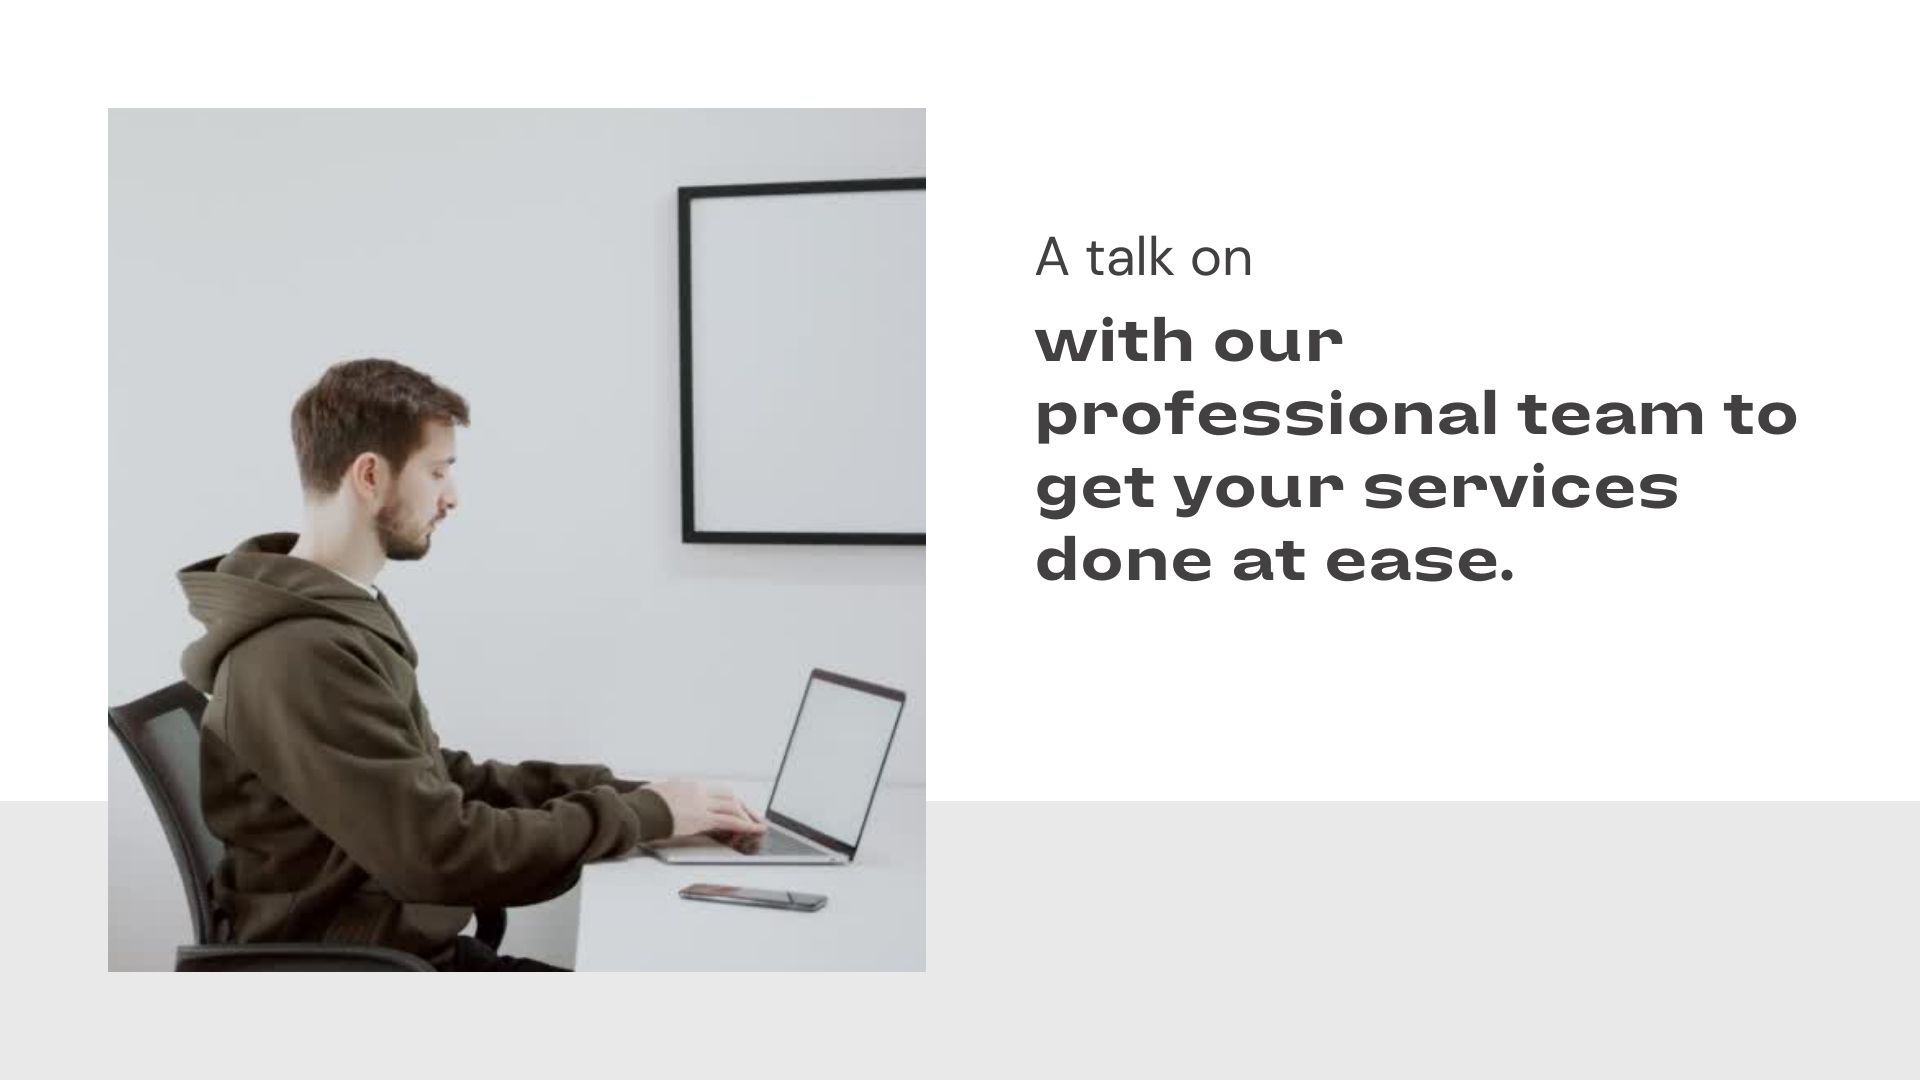 A talk on
with our
professional team to
get your services
done at ease.